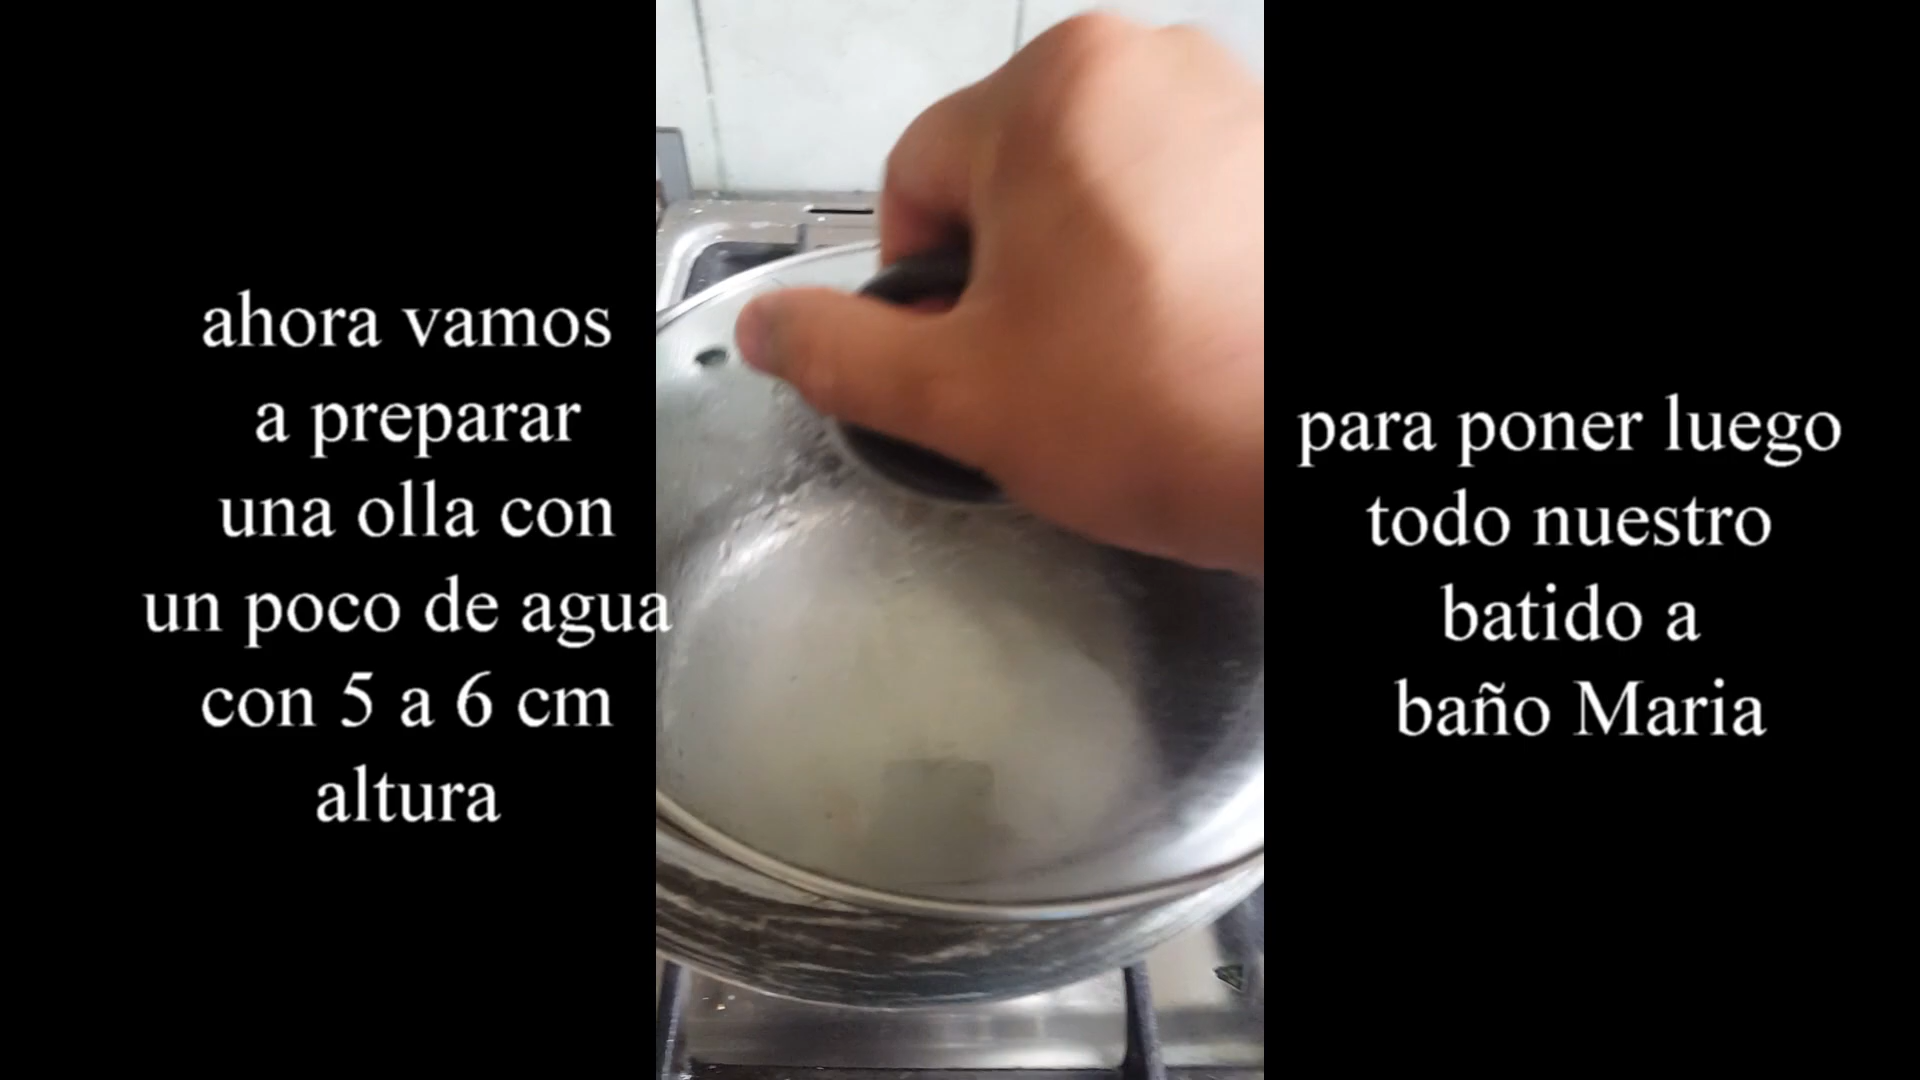 ahora vamos
a preparar
una olla con
un poco de agua
con 5 a 6 cm
altura
para poner luego
todo nuestro
batido a
baño Maria